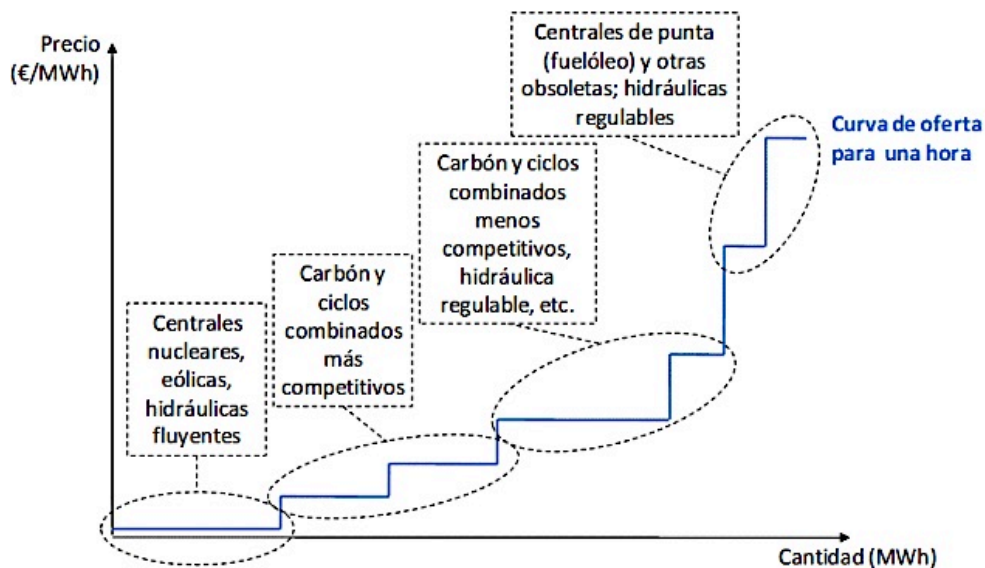 Precio
(€/MWh)
Centrales de punta
(fuelóleo) y otras
obsoletas; hidráulicas
regulables
Curva de oferta
para una hora
Carbón y ciclos
combinados
menos
competitivos,
hidráulica
regulable, etc.
Carbón y
ciclos
combinados
más
competitivos
Centrales
nucleares,
eólicas,
hidráulicas
fluyentes
Cantidad (MWh)